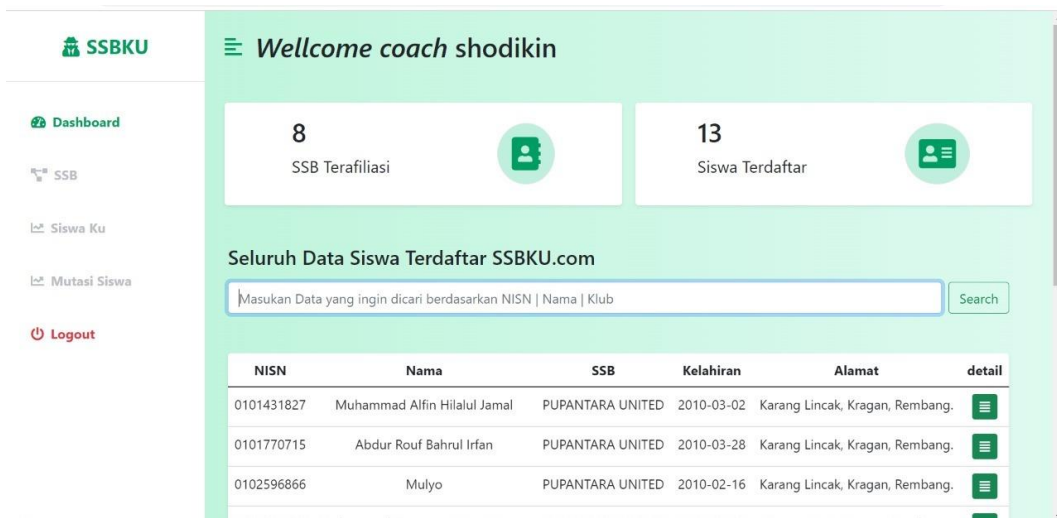 SSBKU
Wellcome coach shodikin
Dashboard
SSB
Siswa Ku
Mutasi Siswa
Logout
8
SSB Terafiliasi
13
Siswa Terdaftar
Seluruh Data Siswa Terdaftar SSBKU.com
Masukan Data yang ingin dicari berdasarkan NISN | Nama | Klub
Search
NISN Nama SSB Kelahiran Alamat detail
0101431827 Muhammad Alfin Hilalul Jamal PUPANTARA UNITED 2010-03-02 Karang Lincak, Kragan, Rembang.
0101770715 Abdur Rouf Bahrul Irfan PUPANTARA UNITED 2010-03-28 Karang Lincak, Kragan, Rembang.
0102596866 Mulyo PUPANTARA UNITED 2010-02-16 Karang Lincak, Kragan, Rembang.